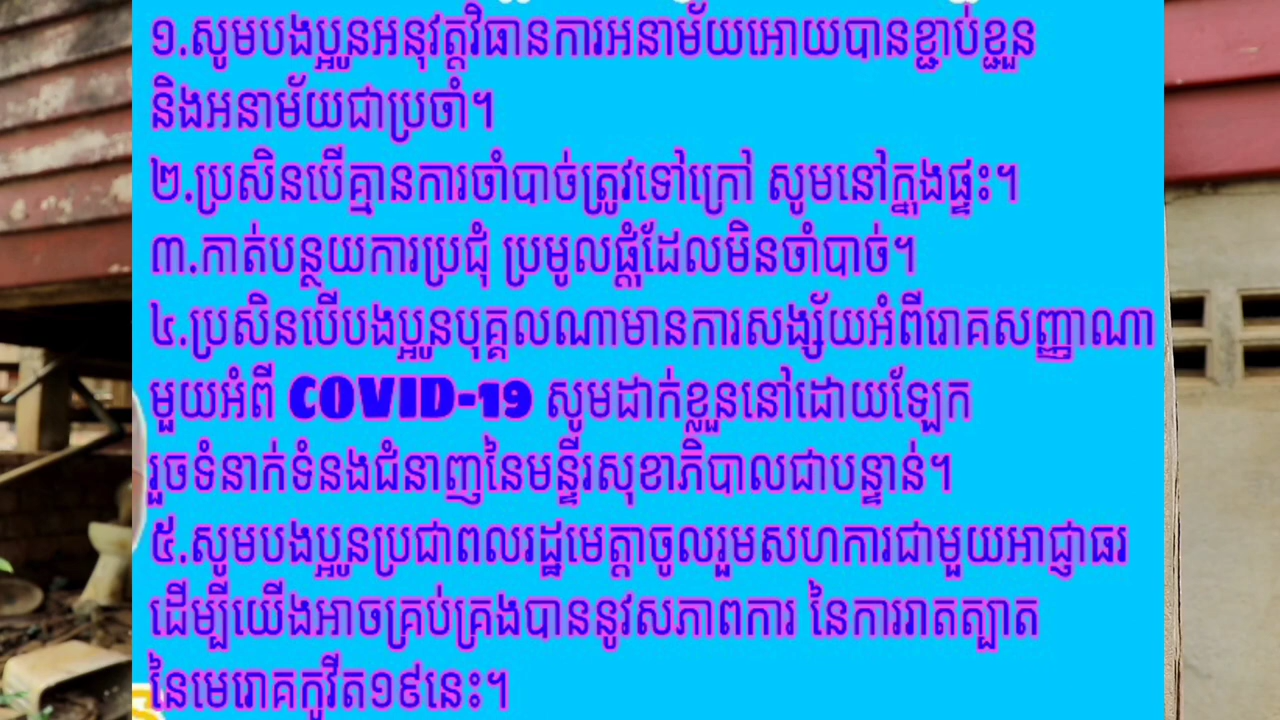 ១.សូមបងប្អូនអនុវត្តវិធានការអនាម័យអោយបានខ្ជាប់ខ្ជួន
និងអនាម័យជាប្រចាំ។
២.ប្រសិនបើគ្មានការចាំបាច់ត្រូវទៅក្រៅ សូមនៅក្នុងផ្ទះ។
៣.កាត់បន្ថយការប្រជុំ ប្រមូលផ្តុំដែលមិនចាំបាច់។
៤.ប្រសិនបើបងប្អូនបុគ្គលណាមានការសង្ស័យអំពីរោគសញ្ញាណា
មួយអំពី COVID-19 សូមដាក់ខ្លួននៅដោយឡែក
រួចទំនាក់ទំនងជំនាញនៃមន្ទីរសុខាភិបាលជាបន្ទាន់។
៥.សូមបងប្អូនប្រជាពលរដ្ឋមេត្តាចូលរួមសហការជាមួយអាជ្ញាធរ
ដើម្បីយើងអាចគ្រប់គ្រងបាននូវសភាពការ នៃការរាតត្បាត
នៃមេរោគកូវីត១៩នេះ។